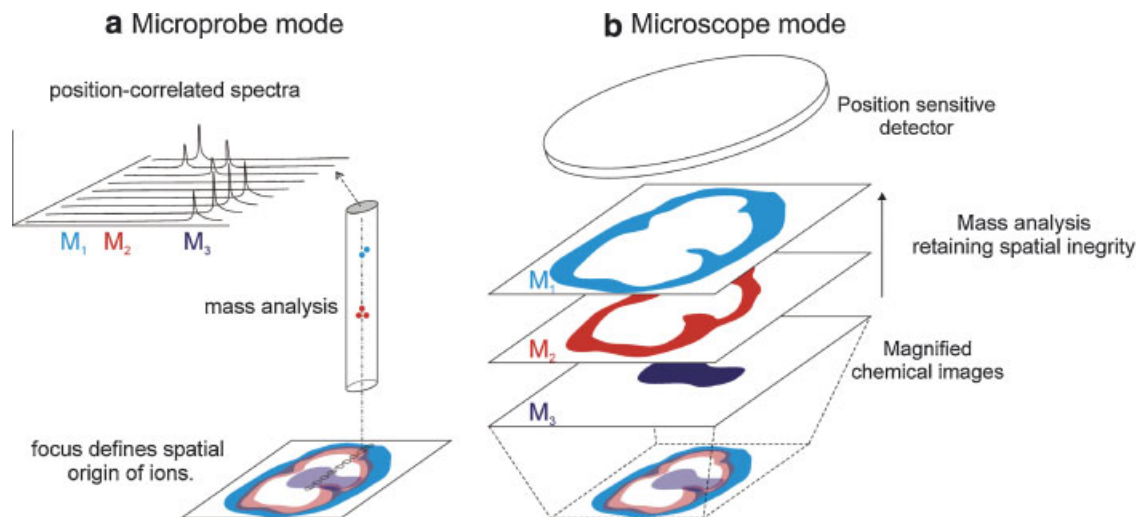 a Microprobe mode
position-correlated spectra
M₁ M₂ M₃
mass analysis
focus defines spatial
origin of ions.
b Microscope mode
Position sensitive
detector
Mass analysis
retaining spatial inegrity
M₁
M₂
Magnified
chemical images
M₃